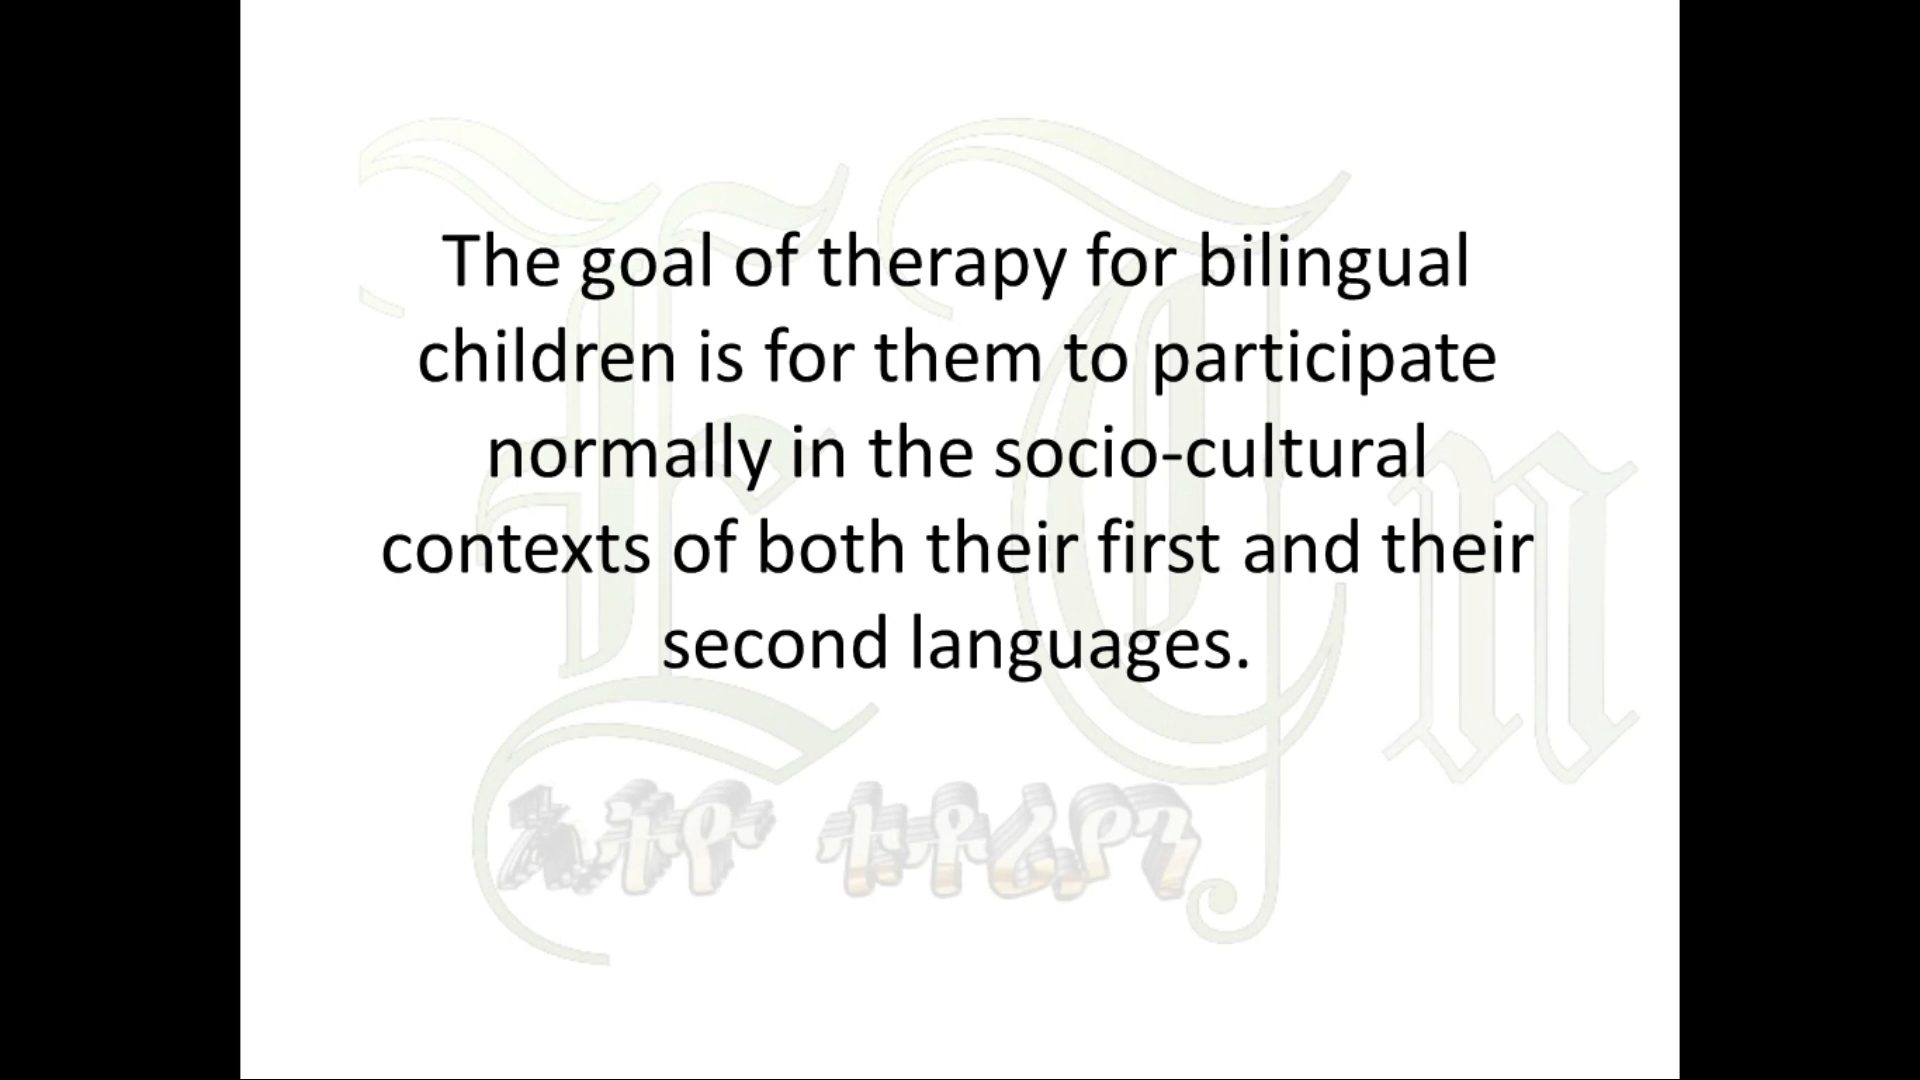 The goal of therapy for bilingual
children is for them to participate
normally in the socio-cultural
contexts of both their first and their
second languages.